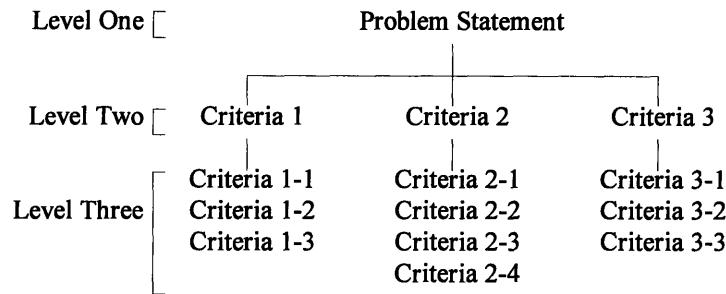 Level One Problem Statement
Level Two Criteria 1 Criteria 2 Criteria 3
Level Three
Criteria 1-1 Criteria 2-1 Criteria 3-1
Criteria 1-2 Criteria 2-2 Criteria 3-2
Criteria 1-3 Criteria 2-3 Criteria 3-3
Criteria 2-4